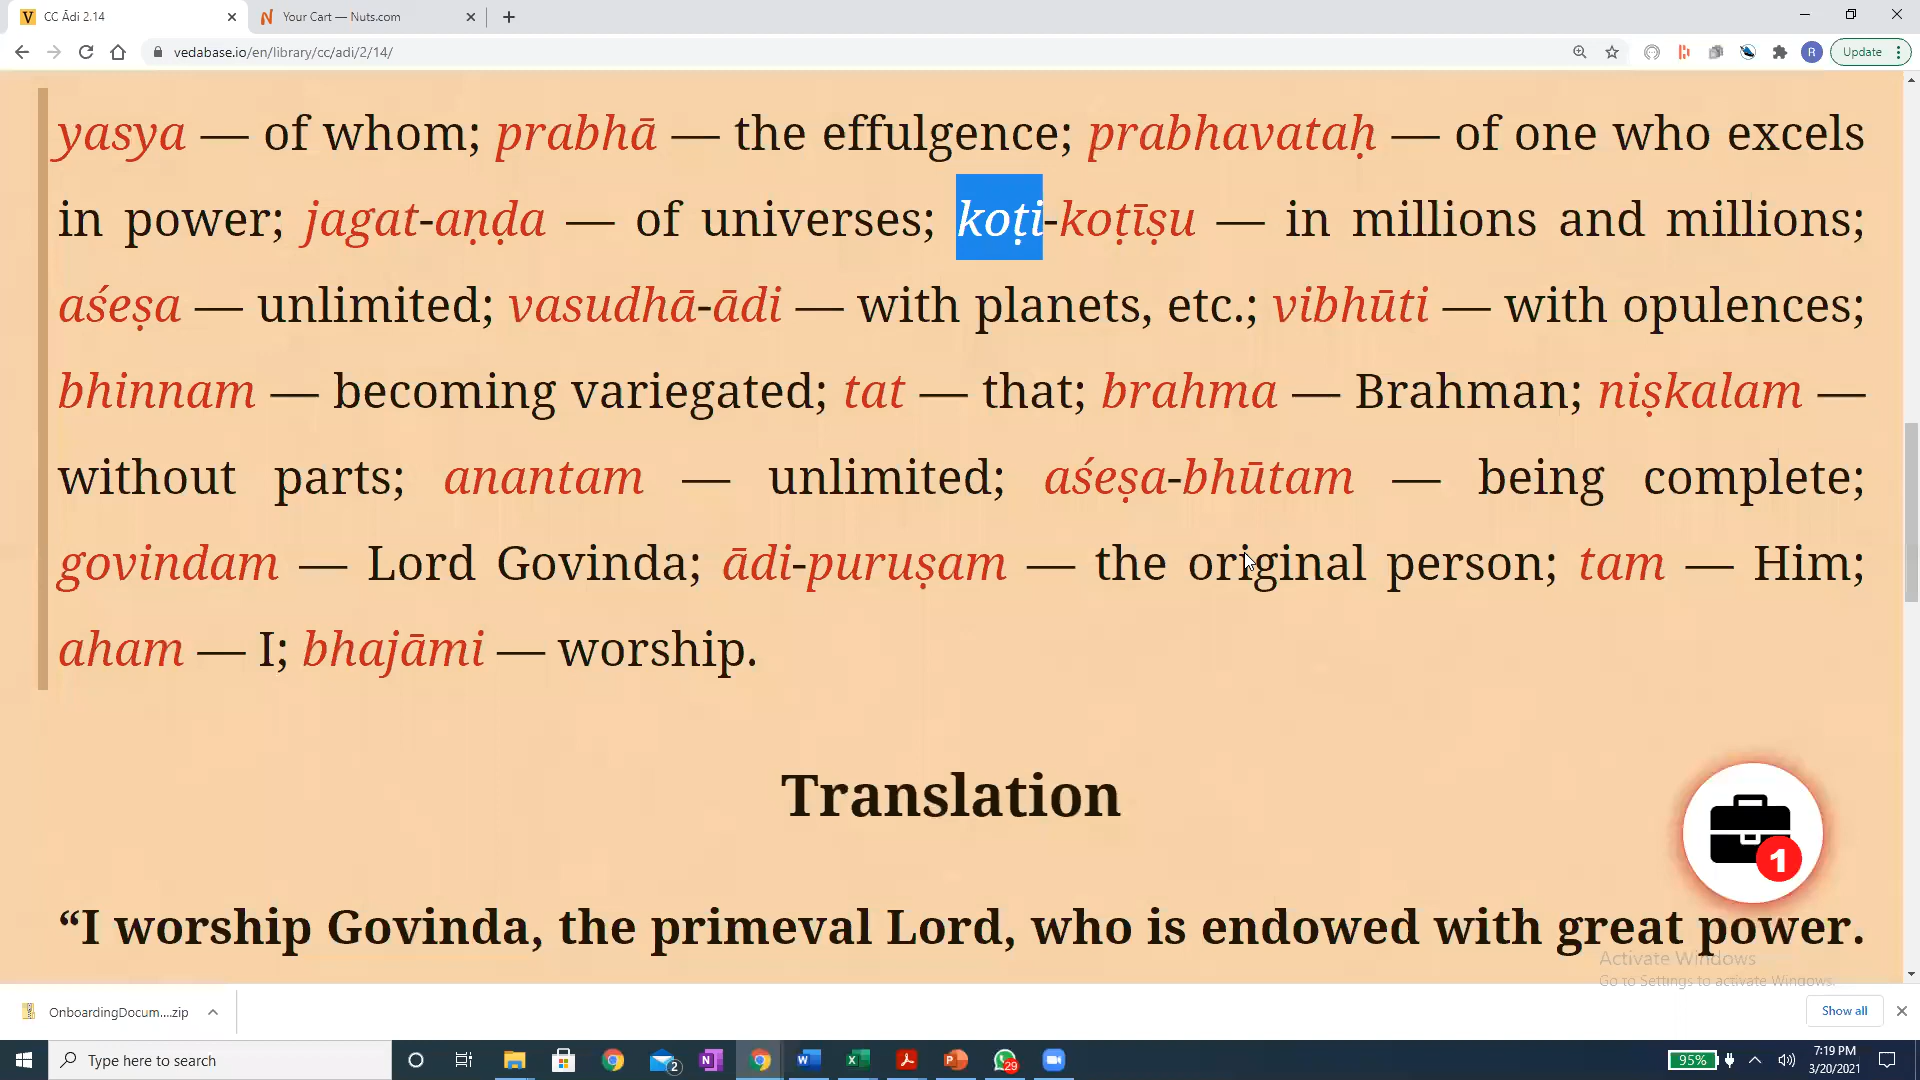 CC Ādi 2.14
Your Cart — Nuts.com
vedabase.io/en/library/cc/adi/2/14/
R
Update
yasya — of whom; prabhā — the effulgence; prabhavataḥ — of one who excels
in power; jagat-aṇḍa — of universes; koṭi-koṭīṣu — in millions and millions;
aśeṣa — unlimited; vasudhā-ādi — with planets, etc.; vibhūti — with opulences;
bhinnam — becoming variegated; tat — that; brahma — Brahman; niṣkalam —
without parts; anantam — unlimited; aśeṣa-bhūtam — being complete;
govindam — Lord Govinda; ādi-puruṣam — the original person; tam — Him;
aham — I; bhajāmi — worship.
Translation
1
“I worship Govinda, the primeval Lord, who is endowed with great power.
Activate Windows
Go to Settings to activate Windows.
OnboardingDocum....zip
Show all
Type here to search
2
29
95%
7:19 PM
3/20/2021